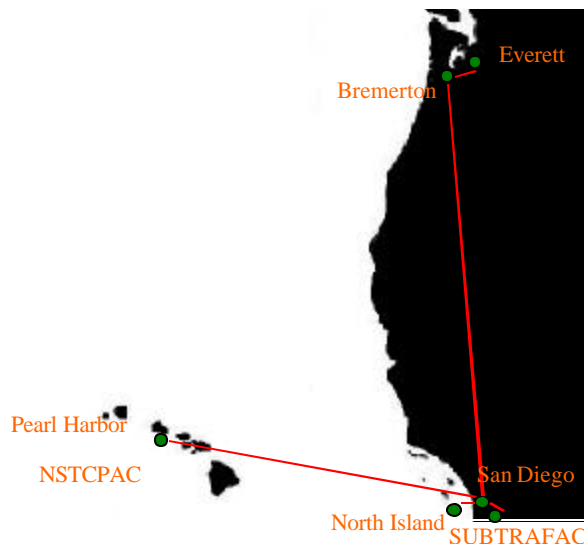 Everett
Bremerton
Pearl Harbor
NSTCPAC
San Diego
North Island
SUBTRAFAC